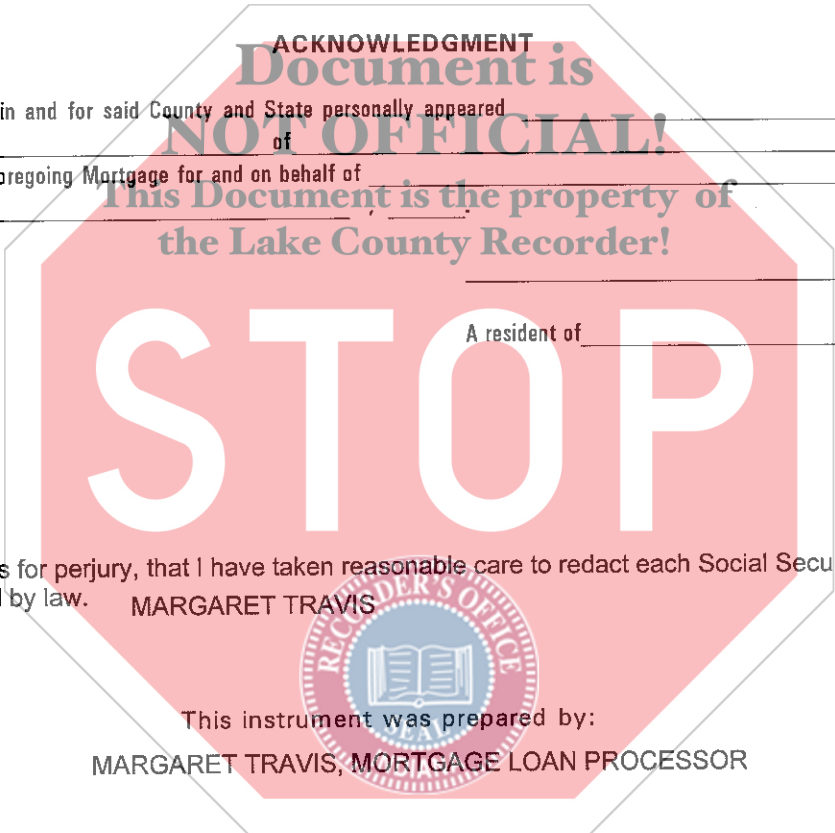 ACKNOWLEDGMENT
Document is
in and for said County and State personally appeared
NOT OFFICIAL!
of
oregoing Mortgage for and on behalf of
This Document is the property of
the Lake County Recorder!
A resident of
STOP
s for perjury, that I have taken reasonable care to redact each Social Secu
by law.
MARGARET TRAVIS
RECORDER'S OFFICE
SEAL
This instrument was prepared by:
MARGARET TRAVIS, MORTGAGE LOAN PROCESSOR